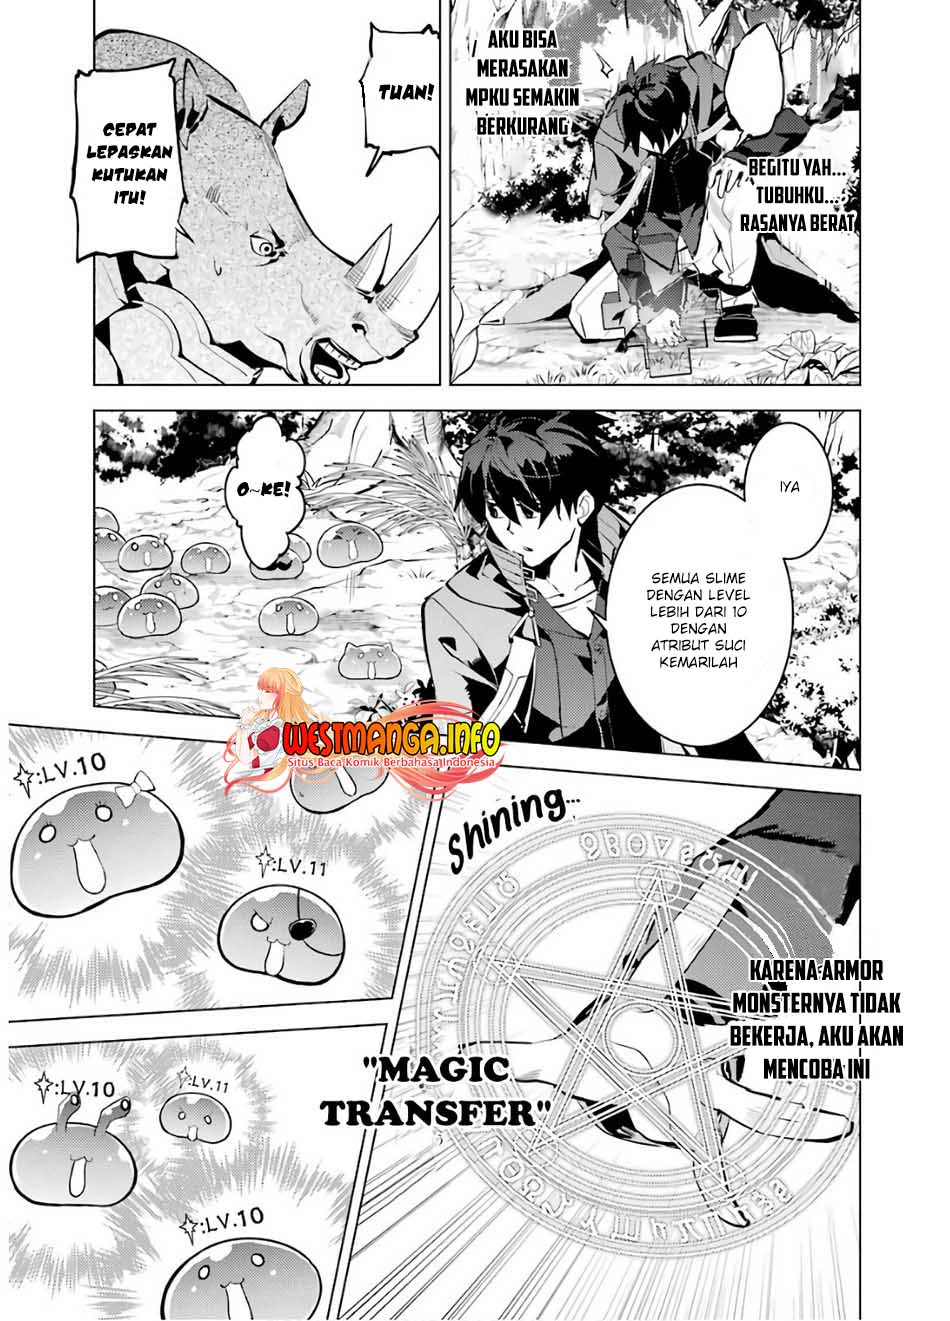 AKU BISA
MERASAKAN
MPKU SEMAKIN
BERKURANG
BEGITU YAH...
TUBUHKU...
RASANYA BERAT
TUAN!
CEPAT
LEPASKAN
KUTUKAN
ITU!
IYA
SEMUA SLIME
DENGAN LEVEL
LEBIH DARI 10
DENGAN
ATRIBUT SUCI
KEMARILAH
O~KE!
WESTMANGA.INFO
Situs Baca Komik Berbahasa Indonesia
Shining...
KARENA ARMOR
MONSTERNYA TIDAK
BEKERJA, AKU AKAN
MENCOBA INI
"MAGIC
TRANSFER"
:LV.10
:LV.11
:LV.10
:LV.11
:LV.10